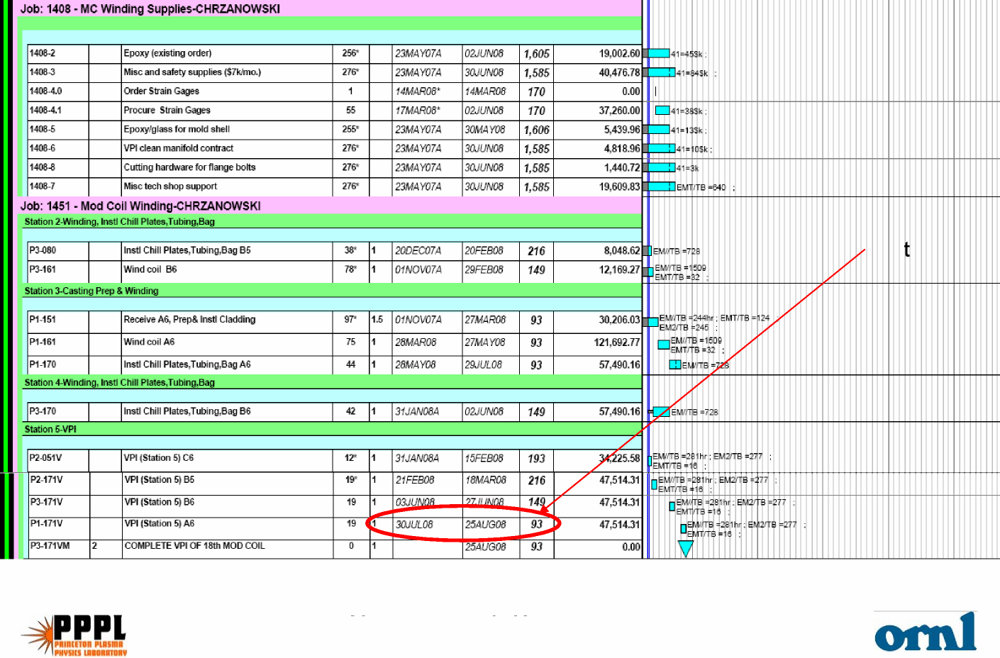 Job: 1408 - MC Winding Supplies-CHRZANOWSKI
1408-2 Epoxy (existing order) 256* 23MAY07A 02JUN08 1,605 19,002.60 41=45$k ;
1408-3 Misc and safety supplies ($7k/mo.) 276* 23MAY07A 30JUN08 1,585 40,476.78 41=84$k ;
1408-4.0 Order Strain Gages 1 14MAR08* 14MAR08 170 0.00
1408-4.1 Procure Strain Gages 55 17MAR08* 02JUN08 170 37,260.00 41=38$k ;
1408-5 Epoxy/glass for mold shell 255* 23MAY07A 30MAY08 1,606 5,439.96 41=13$k ;
1408-6 VPI clean manifold contract 276* 23MAY07A 30JUN08 1,585 4,818.96 41=10$k ;
1408-8 Cutting hardware for flange bolts 276* 23MAY07A 30JUN08 1,585 1,440.72 41=3k
1408-7 Misc tech shop support 276* 23MAY07A 30JUN08 1,585 19,609.83 EMT/TB =640 ;
Job: 1451 - Mod Coil Winding-CHRZANOWSKI
Station 2-Winding, Instl Chill Plates,Tubing,Bag
P3-080 Instl Chill Plates,Tubing,Bag B5 38* 1 20DEC07A 20FEB08 216 8,048.62 EM//TB =728
P3-161 Wind coil B6 78* 1 01NOV07A 29FEB08 149 12,169.27 EM//TB =1509
EMT/TB =32 ;
Station 3-Casting Prep & Winding
P1-151 Receive A6, Prep& Instl Cladding 97* 1.5 01NOV07A 27MAR08 93 30,206.03 EM//TB =244hr ; EMT/TB =124
EM2/TB =245 ;
P1-161 Wind coil A6 75 1 28MAR08 27MAY08 93 121,692.77 EM//TB =1509
EMT/TB =32 ;
P1-170 Instl Chill Plates,Tubing,Bag A6 44 1 28MAY08 29JUL08 93 57,490.16 EM//TB =728
Station 4-Winding, Instl Chill Plates,Tubing,Bag
P3-170 Instl Chill Plates,Tubing,Bag B6 42 1 31JAN08A 02JUN08 149 57,490.16 EM//TB =728
Station 5-VPI
P2-051V VPI (Station 5) C6 12* 1 31JAN08A 15FEB08 193 34,225.58 EM//TB =281hr ; EM2/TB =277 ;
EMT/TB =16 ;
P2-171V VPI (Station 5) B5 19* 1 21FEB08 18MAR08 216 47,514.31 EM//TB =281hr ; EM2/TB =277 ;
EMT/TB =16 ;
P3-171V VPI (Station 5) B6 19 1 03JUN08 27JUN08 149 47,514.31 EM//TB =281hr ; EM2/TB =277 ;
EMT/TB =16 ;
P1-171V VPI (Station 5) A6 19 1 30JUL08 25AUG08 93 47,514.31 EM//TB =281hr ; EM2/TB =277 ;
EMT/TB =16 ;
P3-171VM 2 COMPLETE VPI OF 18th MOD COIL 0 1 25AUG08 93 0.00
t
PPPL
PRINCETON PLASMA
PHYSICS LABORATORY
ornl